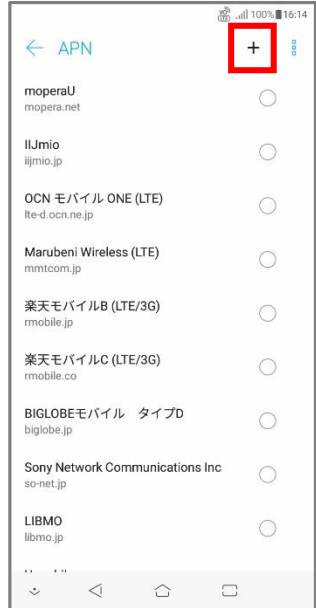 100% 16:14
APN
moperaU
mopera.net
IIJmio
iijmio.jp
OCN モバイル ONE (LTE)
lte-d.ocn.ne.jp
Marubeni Wireless (LTE)
mmtcom.jp
楽天モバイルB (LTE/3G)
rmobile.jp
楽天モバイルC (LTE/3G)
rmobile.co
BIGLOBEモバイル　タイプD
biglobe.jp
Sony Network Communications Inc
so-net.jp
LIBMO
libmo.jp